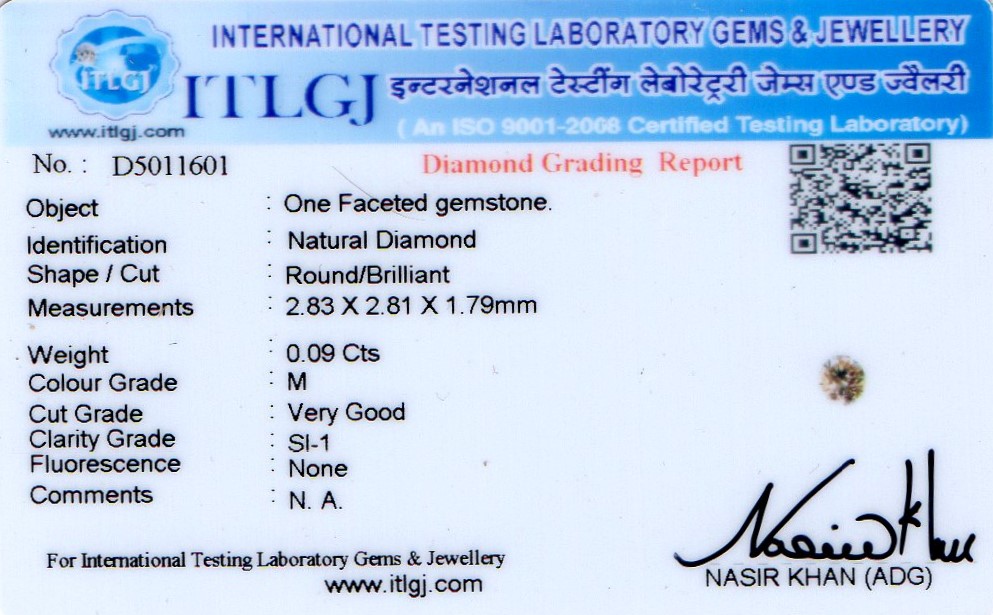 INTERNATIONAL TESTING LABORATORY GEMS & JEWELLERY
ITLGJ
ITLGJ इन्टरनेशनल टेस्टींग लेबोरेट्री जेम्स एण्ड ज्वैलरी
www.itlgj.com
( An ISO 9001-2008 Certified Testing Laboratory)
No. : D5011601
Diamond Grading Report
Object : One Faceted gemstone.
Identification : Natural Diamond
Shape / Cut : Round/Brilliant
Measurements : 2.83 X 2.81 X 1.79mm
Weight : 0.09 Cts
Colour Grade : M
Cut Grade : Very Good
Clarity Grade : SI-1
Fluorescence : None
Comments : N. A.
Nasir Khan
For International Testing Laboratory Gems & Jewellery
www.itlgj.com
NASIR KHAN (ADG)